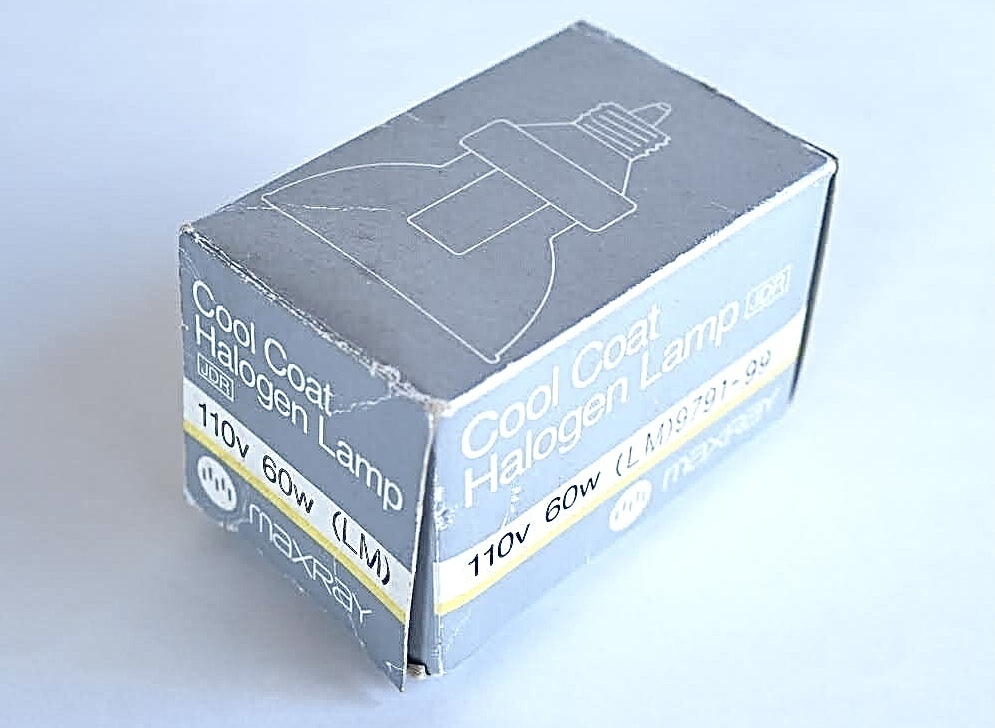 Cool Coat
Halogen Lamp
JDR
110v 60w (LM)
maxRay
Cool Coat
Halogen Lamp JDR
110v 60w (LM)9791-99
maxRay